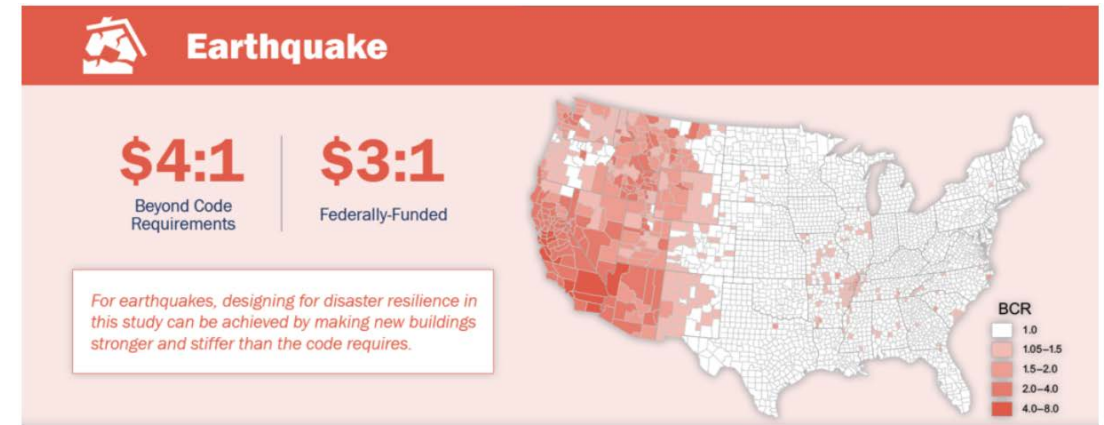 Earthquake
$4:1
Beyond Code
Requirements
$3:1
Federally-Funded
For earthquakes, designing for disaster resilience in
this study can be achieved by making new buildings
stronger and stiffer than the code requires.
BCR
1.0
1.05–1.5
1.5–2.0
2.0–4.0
4.0–8.0